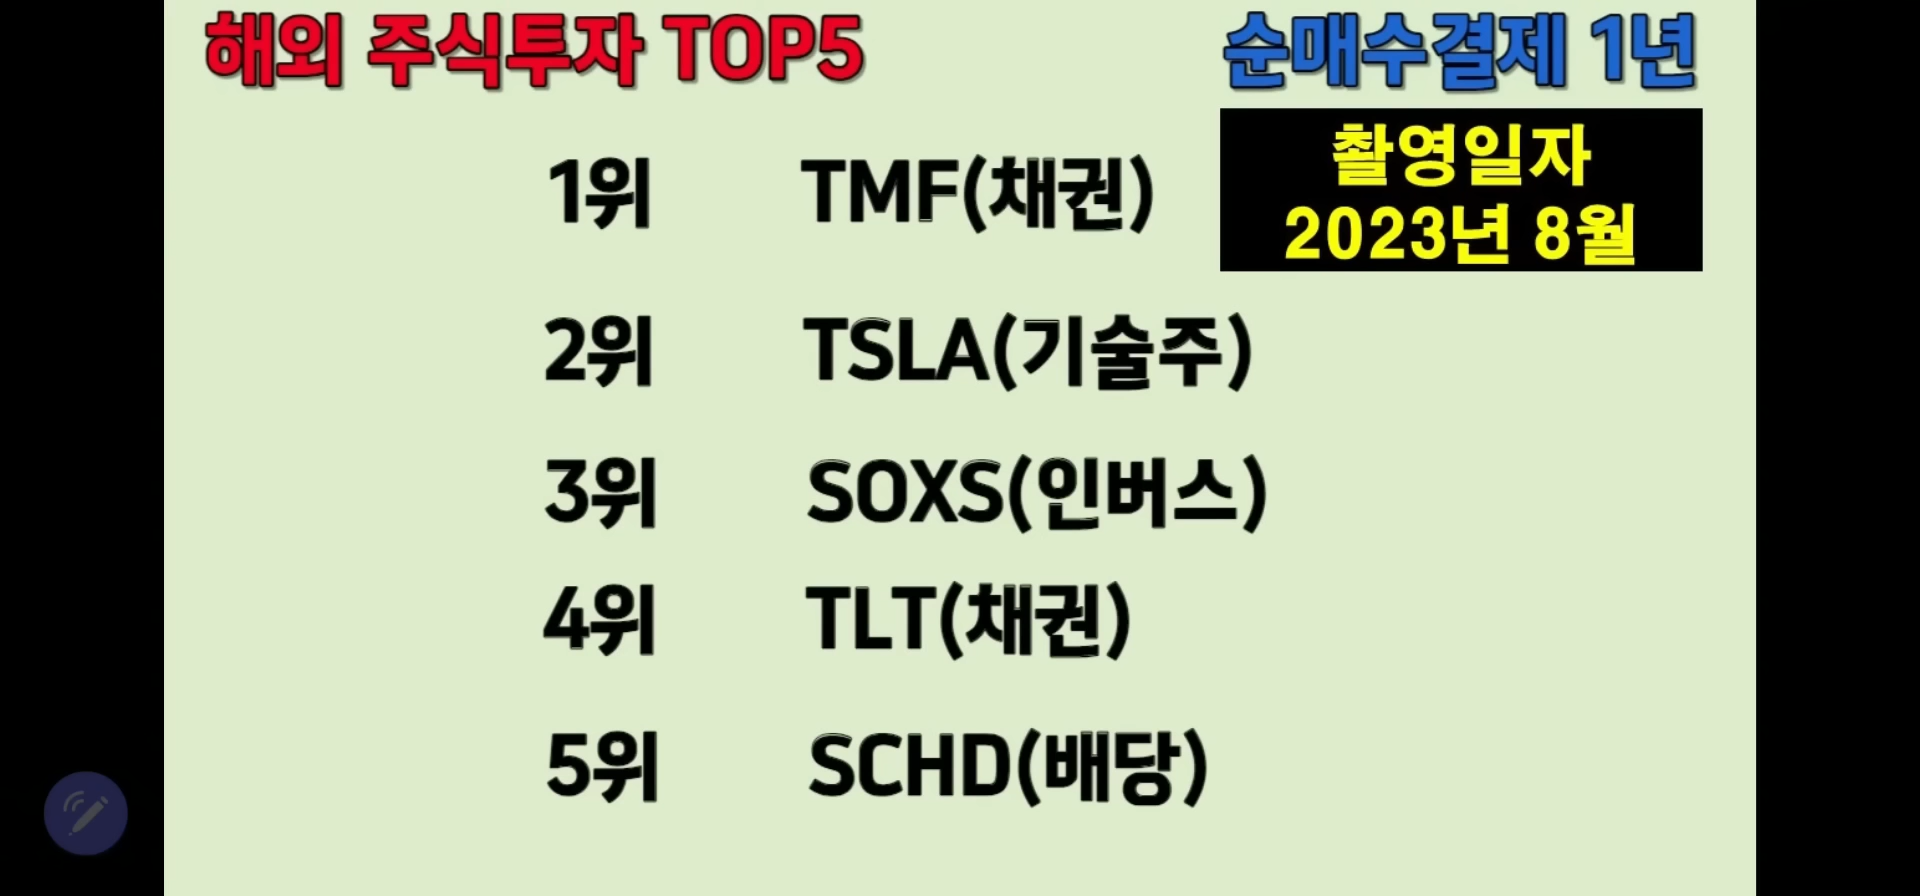 해외 주식투자 TOP5
순매수결제 1년
촬영일자
2023년 8월
1위 TMF(채권)
2위 TSLA(기술주)
3위 SOXS(인버스)
4위 TLT(채권)
5위 SCHD(배당)